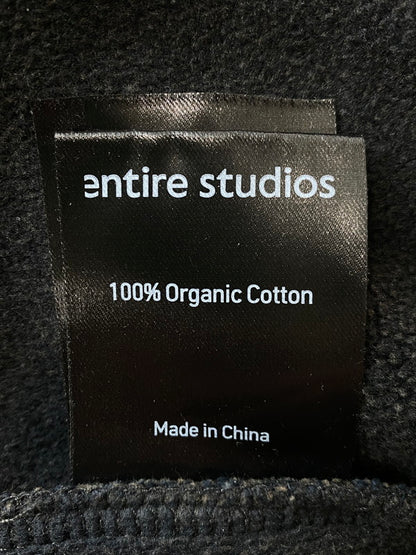 entire studios
100% Organic Cotton
Made in China